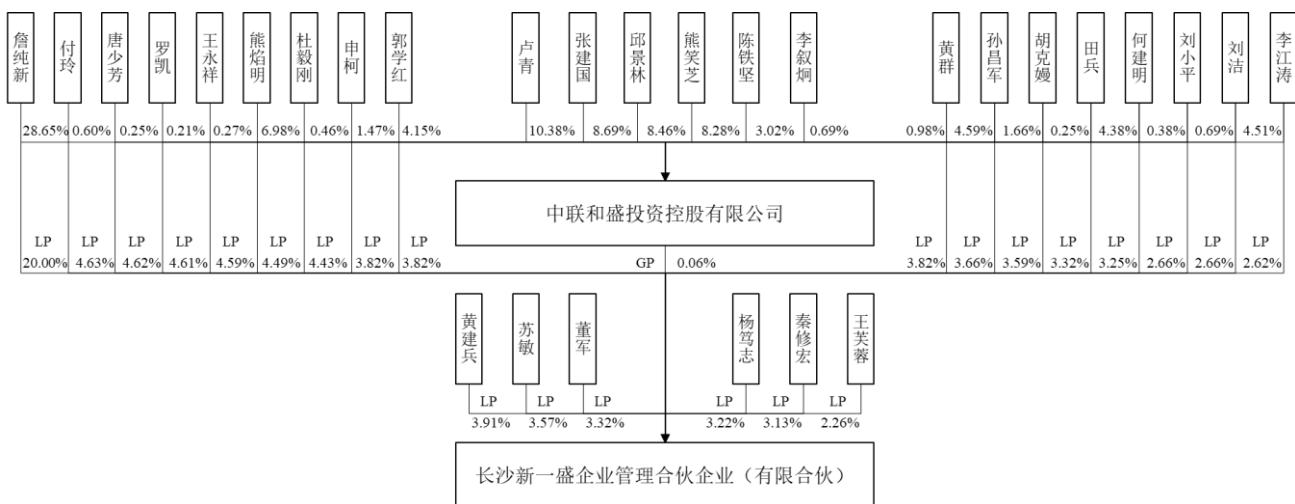 詹纯新
付玲
唐少芳
罗凯
王永祥
熊焰明
杜毅刚
申柯
郭学红
卢青
张建国
邱景林
熊笑芝
陈铁坚
李叙炯
黄群
孙昌军
胡克嫚
田兵
何建明
刘小平
刘洁
李江涛
28.65% 0.60% 0.25% 0.21% 0.27% 6.98% 0.46% 1.47% 4.15% 10.38% 8.69% 8.46% 8.28% 3.02% 0.69% 0.98% 4.59% 1.66% 0.25% 4.38% 0.38% 0.69% 4.51%
中联和盛投资控股有限公司
LP LP LP LP LP LP LP LP LP LP LP LP LP LP LP LP LP
20.00% 4.63% 4.62% 4.61% 4.59% 4.49% 4.43% 3.82% 3.82% GP 0.06% 3.82% 3.66% 3.59% 3.32% 3.25% 2.66% 2.66% 2.62%
黄建兵
苏敏
董军
杨笃志
秦修宏
王芙蓉
LP LP LP LP LP LP
3.91% 3.57% 3.32% 3.22% 3.13% 2.26%
长沙新一盛企业管理合伙企业（有限合伙）